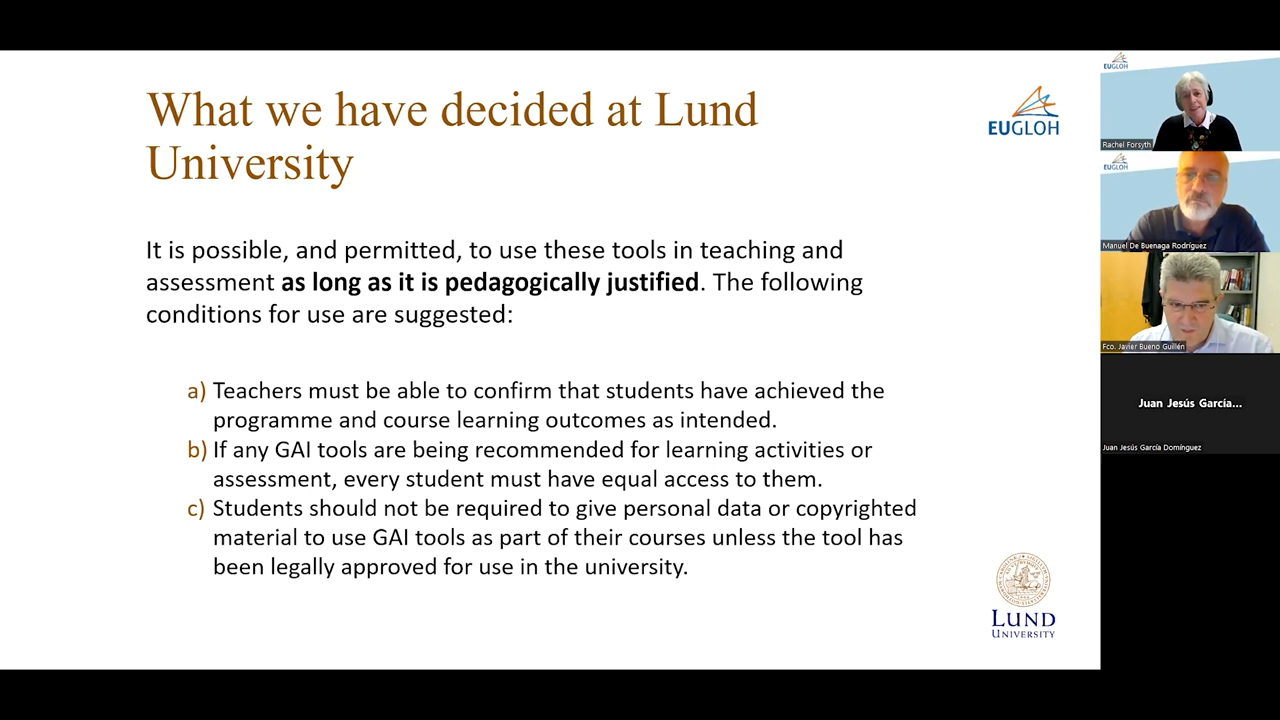 What we have decided at Lund
University
EUGLOH
It is possible, and permitted, to use these tools in teaching and
assessment as long as it is pedagogically justified. The following
conditions for use are suggested:
a) Teachers must be able to confirm that students have achieved the
programme and course learning outcomes as intended.
b) If any GAI tools are being recommended for learning activities or
assessment, every student must have equal access to them.
c) Students should not be required to give personal data or copyrighted
material to use GAI tools as part of their courses unless the tool has
been legally approved for use in the university.
LUND
UNIVERSITY
EUGLOH
Rachel Forsyth
EUGLOH
Manuel De Buenaga Rodríguez
Fco. Javier Bueno Guillén
Juan Jesús García...
Juan Jesús García Domínguez